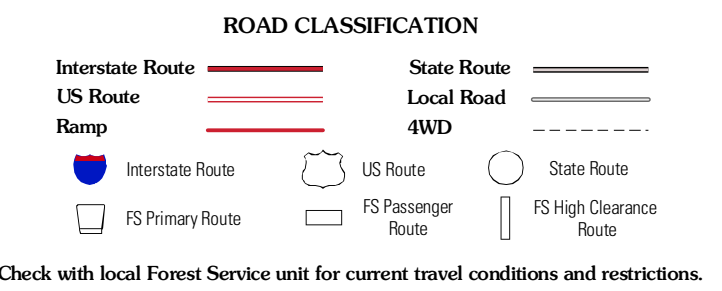 ROAD CLASSIFICATION
Interstate Route
State Route
US Route
Local Road
Ramp
4WD
Interstate Route
US Route
State Route
FS Primary Route
FS Passenger
Route
FS High Clearance
Route
Check with local Forest Service unit for current travel conditions and restrictions.